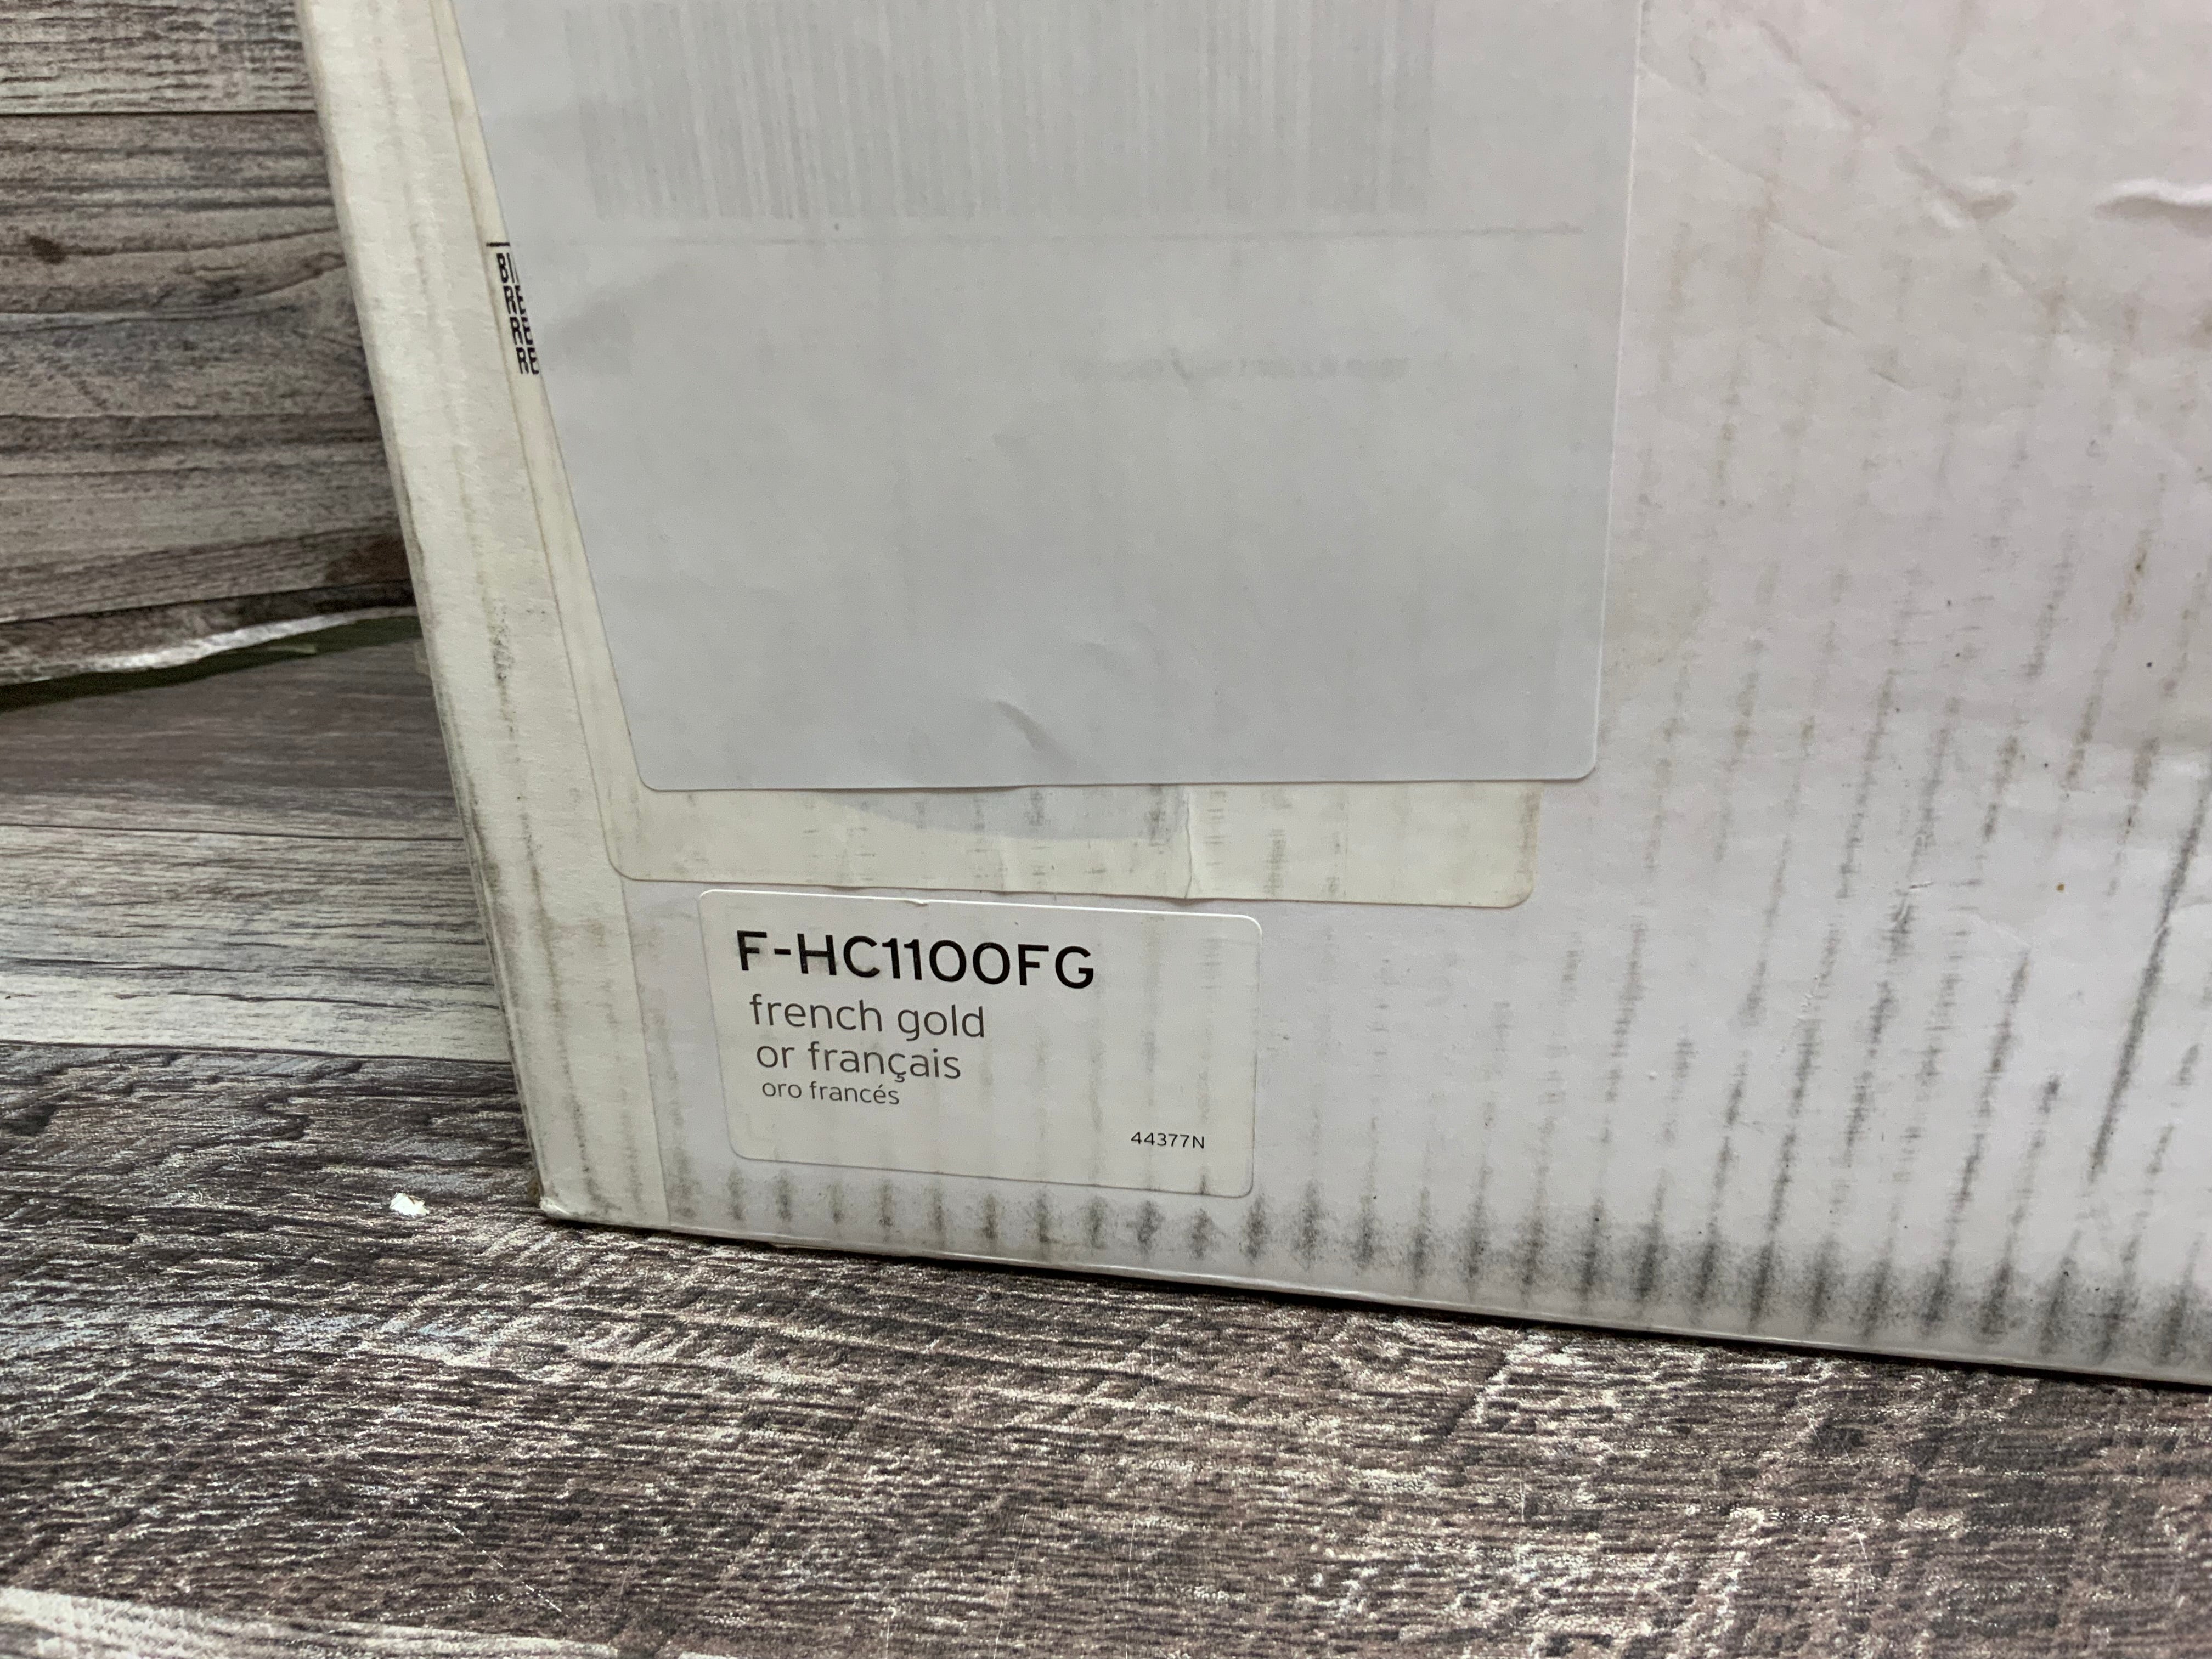 F-HC1100FG
french gold
or français
oro francés
44377N